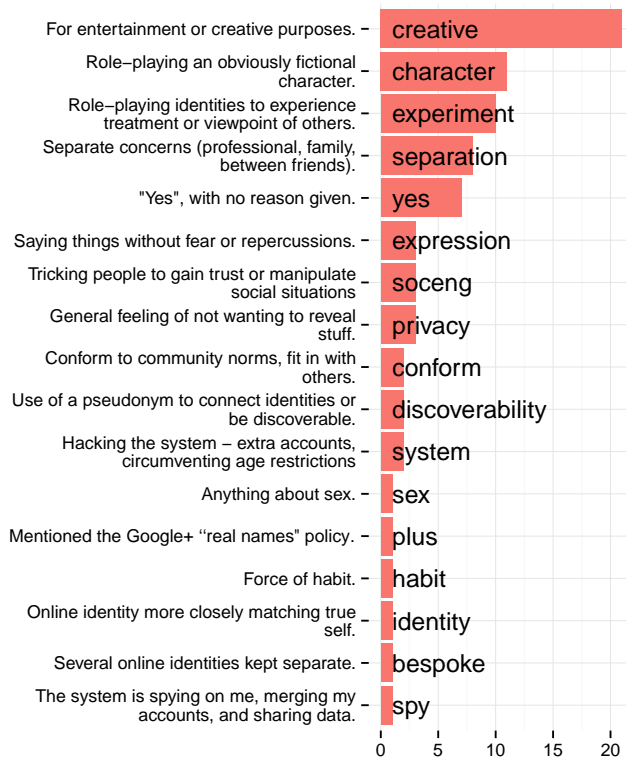 For entertainment or creative purposes.
creative
Role−playing an obviously fictional
character.
character
Role−playing identities to experience
treatment or viewpoint of others.
experiment
Separate concerns (professional, family,
between friends).
separation
"Yes", with no reason given.
yes
Saying things without fear or repercussions.
expression
Tricking people to gain trust or manipulate
social situations
soceng
General feeling of not wanting to reveal
stuff.
privacy
Conform to community norms, fit in with
others.
conform
Use of a pseudonym to connect identities or
be discoverable.
discoverability
Hacking the system − extra accounts,
circumventing age restrictions
system
Anything about sex.
sex
Mentioned the Google+ ‘‘real names" policy.
plus
Force of habit.
habit
Online identity more closely matching true
self.
identity
Several online identities kept separate.
bespoke
The system is spying on me, merging my
accounts, and sharing data.
spy
0 5 10 15 20